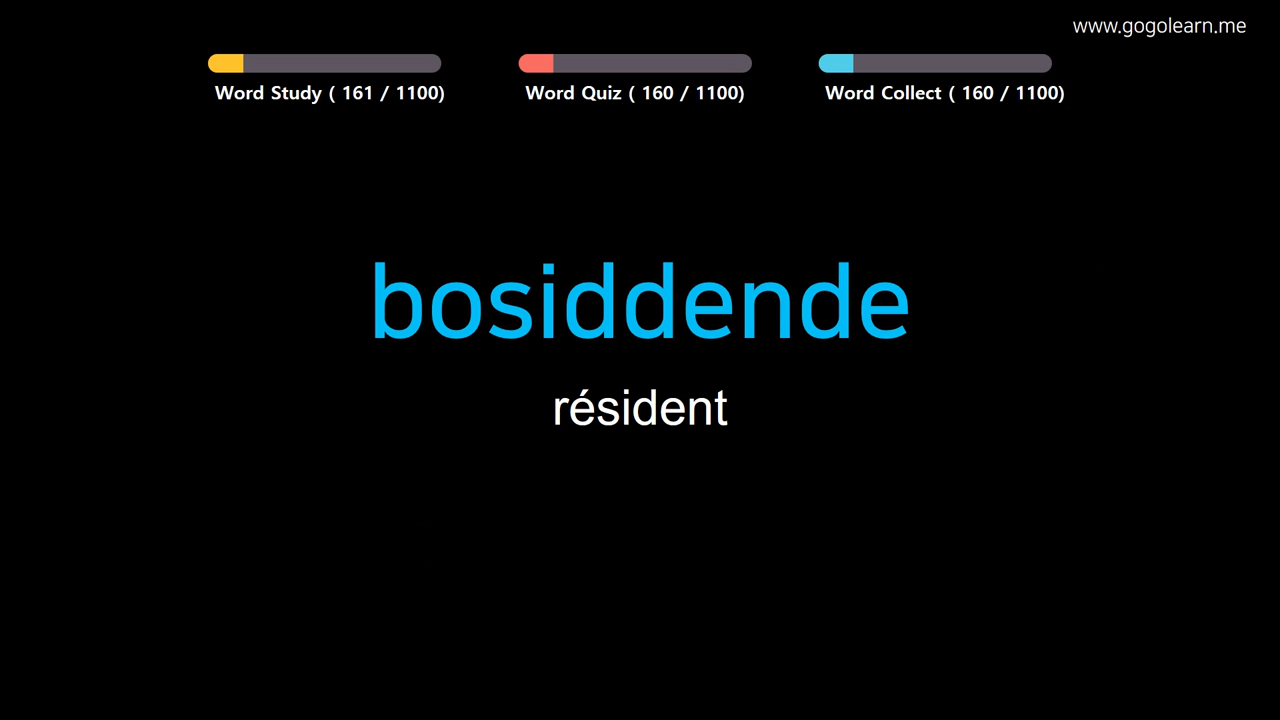 www.gogolearn.me
Word Study ( 161 / 1100)
Word Quiz ( 160 / 1100)
Word Collect ( 160 / 1100)
bosiddende
résident